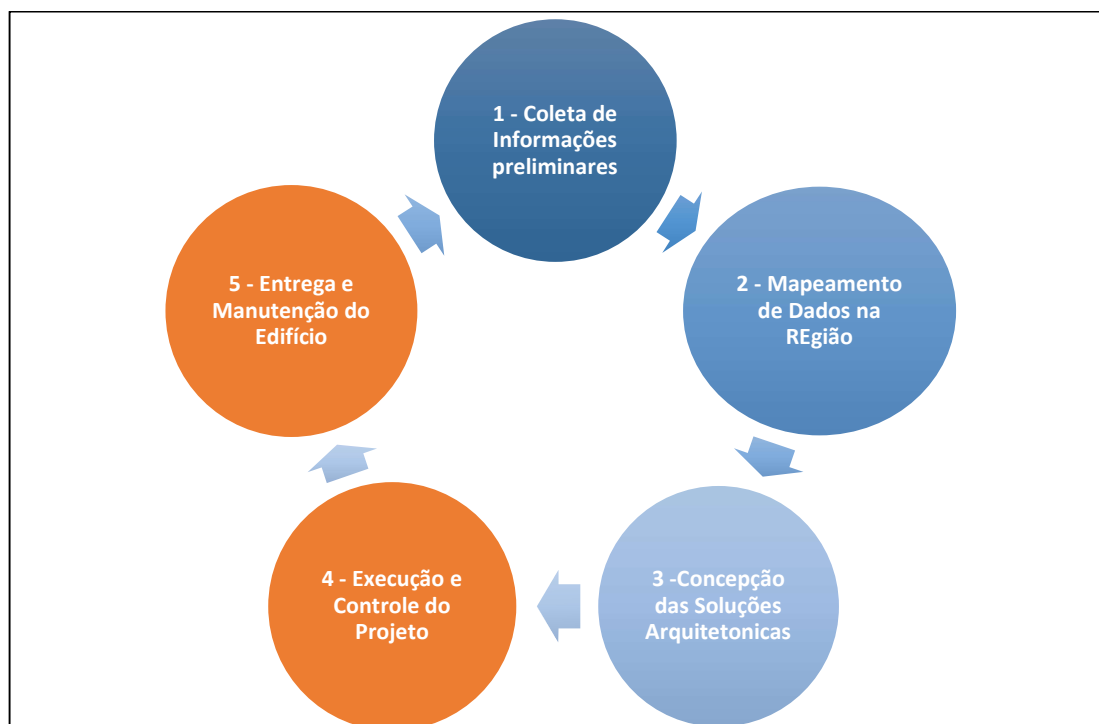 1 - Coleta de
Informações
preliminares
2 - Mapeamento
de Dados na
REgião
3 -Concepção
das Soluções
Arquitetonicas
4 - Execução e
Controle do
Projeto
5 - Entrega e
Manutenção do
Edifício